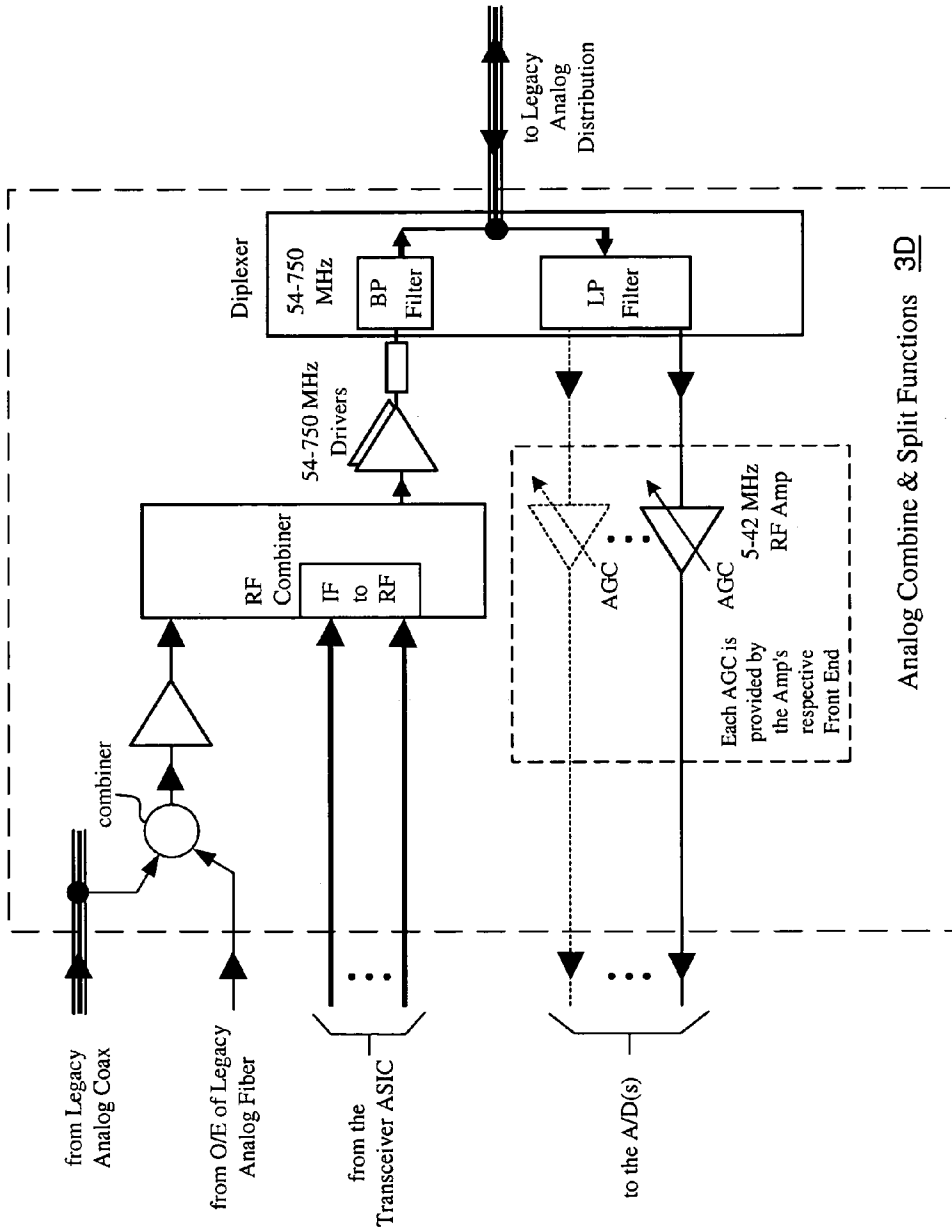 from Legacy
Analog Coax
from O/E of Legacy
Analog Fiber
from the
Transceiver ASIC
to the A/D(s)
combiner
RF
Combiner
IF
to
RF
54-750 MHz
Drivers
Diplexer
54-750
MHz
BP
Filter
LP
Filter
to Legacy
Analog
Distribution
AGC
AGC
5-42 MHz
RF Amp
Each AGC is
provided by
the Amp's
respective
Front End
Analog Combine & Split Functions 3D